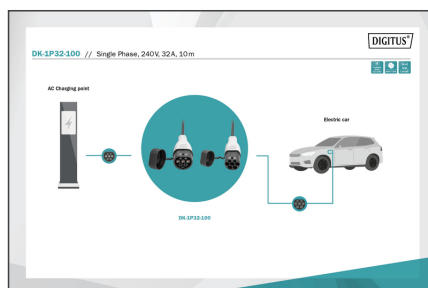 DIGITUS®
DK-1P32-100 // Single Phase, 240V, 32A, 10m
AC Charging point
Electric car
DK-1P32-100